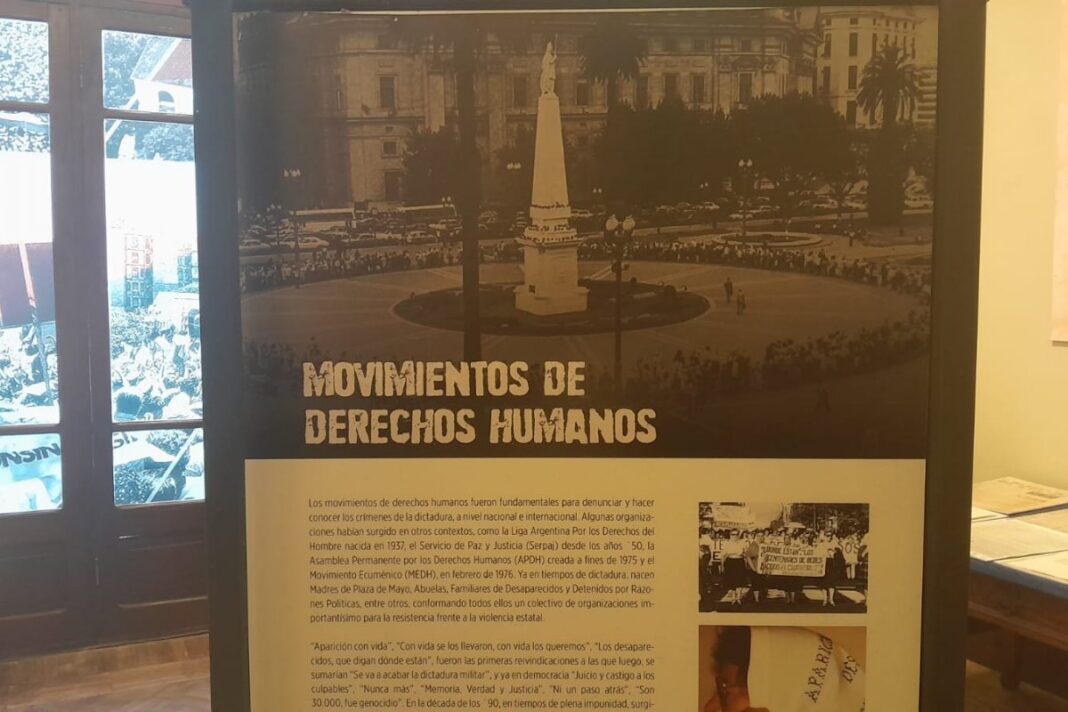 MOVIMIENTOS DE
DERECHOS HUMANOS
Los movimientos de derechos humanos fueron fundamentales para denunciar y hacer
conocer los crímenes de la dictadura, a nivel nacional e internacional. Algunas organiza-
ciones habían surgido en otros contextos, como la Liga Argentina Por los Derechos del
Hombre nacida en 1937, el Servicio de Paz y Justicia (Serpaj) desde los años ´50, la
Asamblea Permanente por los Derechos Humanos (APDH) creada a fines de 1975 y el
Movimiento Ecuménico (MEDH), en febrero de 1976. Ya en tiempos de dictadura, nacen
Madres de Plaza de Mayo, Abuelas, Familiares de Desaparecidos y Detenidos por Razo-
nes Políticas, entre otros, conformando todos ellos un colectivo de organizaciones im-
portantísimo para la resistencia frente a la violencia estatal.
"Aparición con vida", "Con vida se los llevaron, con vida los queremos", "Los desapare-
cidos, que digan dónde están", fueron las primeras reivindicaciones a las que luego, se
sumarían "Se va a acabar la dictadura militar", y ya en democracia "Juicio y castigo a los
culpables", "Nunca más", "Memoria, Verdad y Justicia", "Ni un paso atrás", "Son
30.000, fue genocidio". En la década de los ´90, en tiempos de plena impunidad, surgi-
APARIC
DES